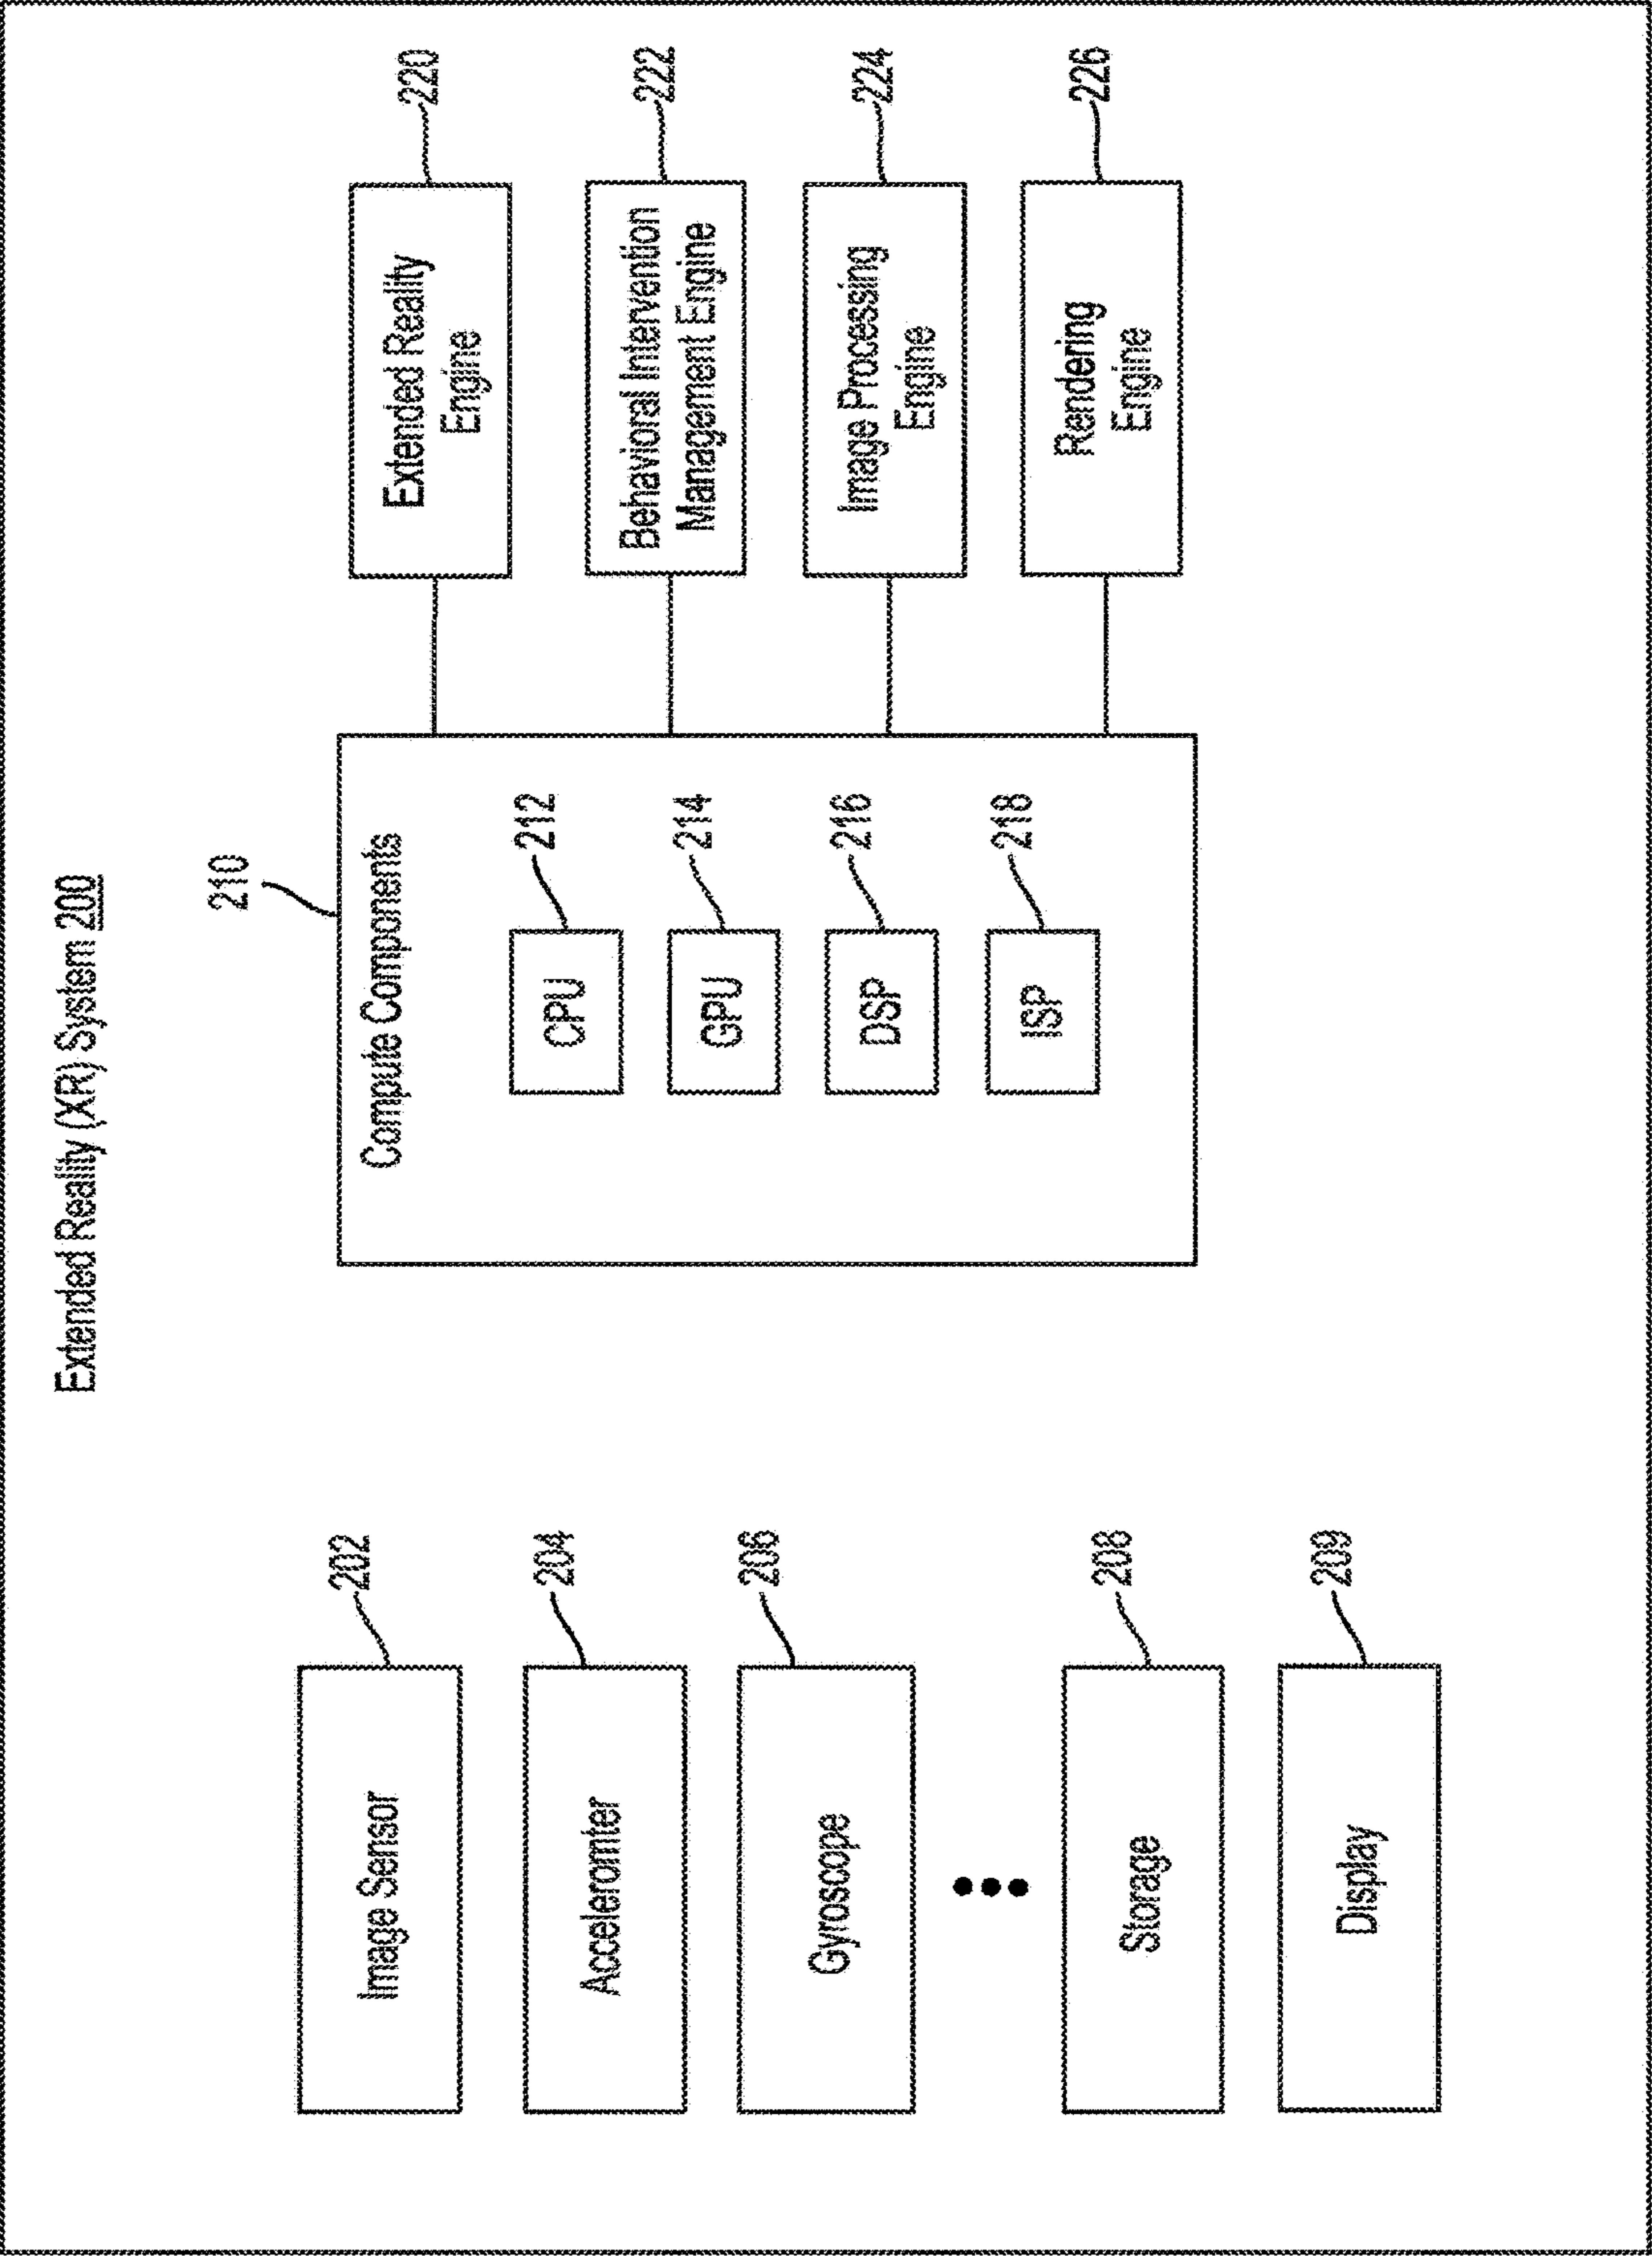 Extended Reality (XR) System 200
Image Sensor
202
Acceleromter
204
Gyroscope
206
Storage
208
Display
209
210
Compute Components
CPU
212
GPU
214
DSP
216
ISP
218
Extended Reality
Engine
220
Behavioral Intervention
Management Engine
222
Image Processing
Engine
224
Rendering
Engine
226